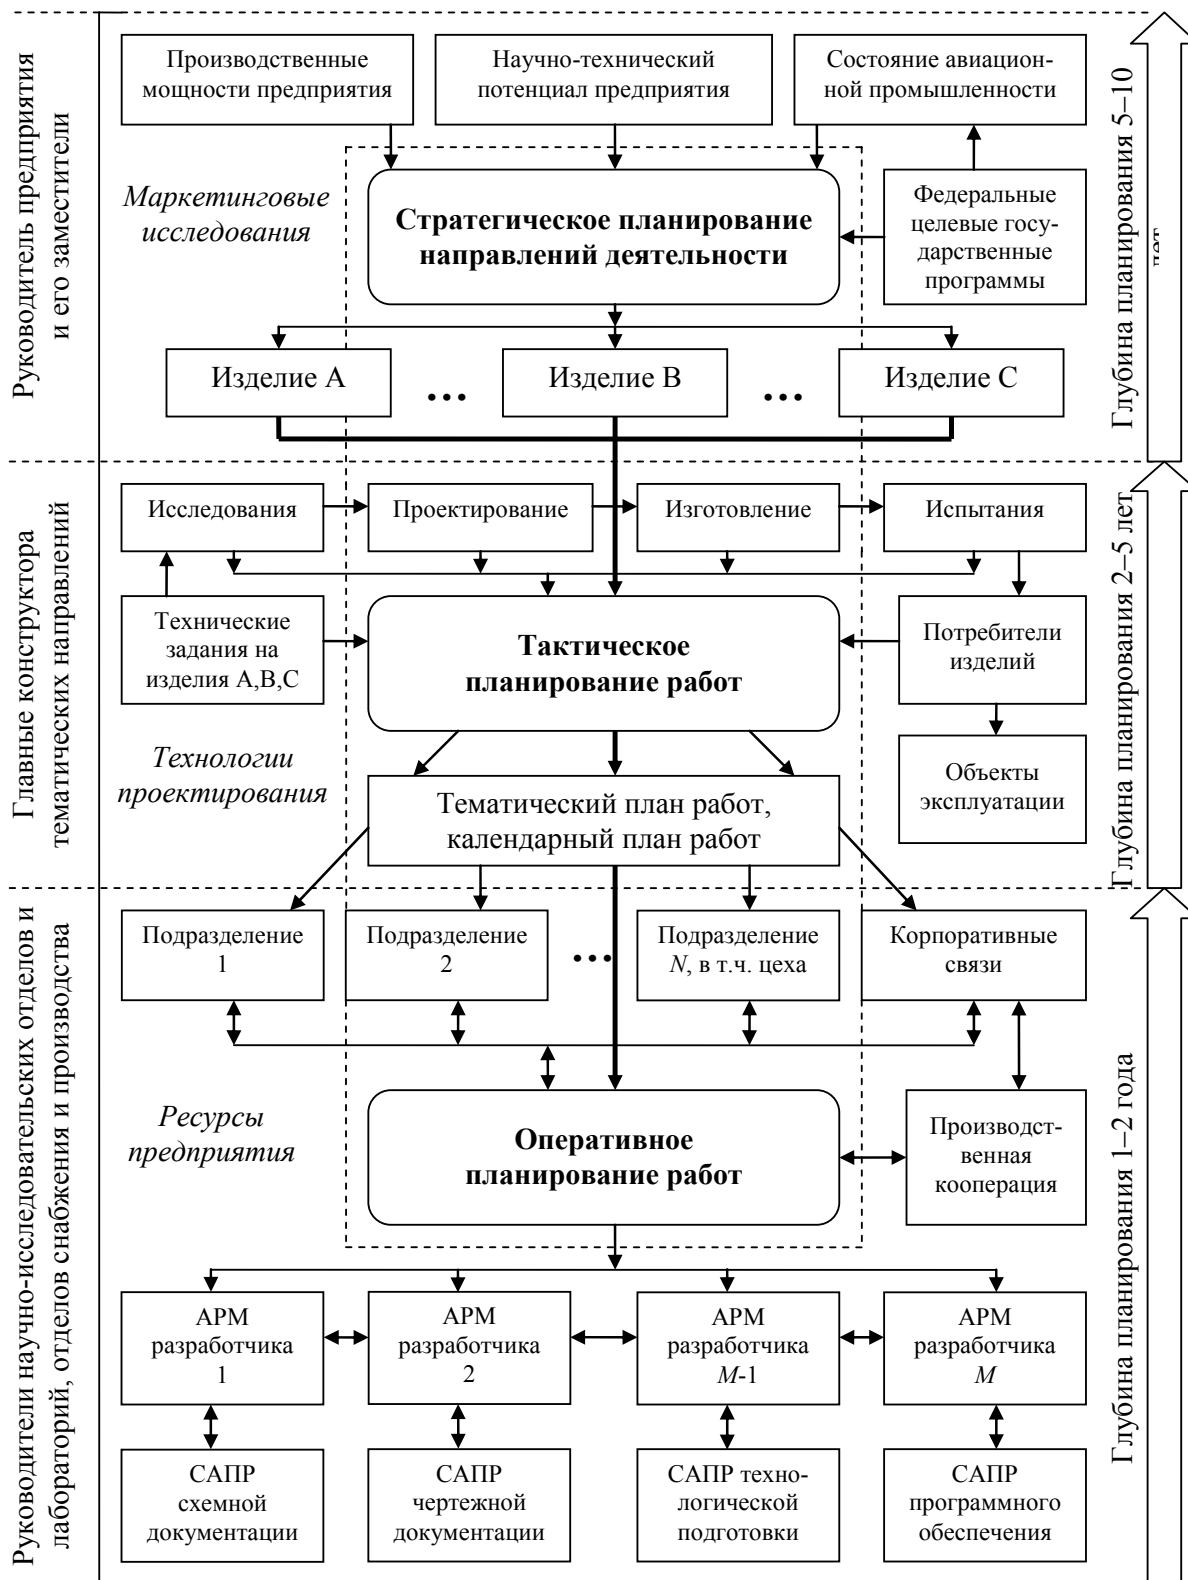 Руководитель предприятия
и его заместители
Производственные
мощности предприятия
Научно-технический
потенциал предприятия
Состояние авиацион-
ной промышленности
Маркетинговые
исследования
Стратегическое планирование
направлений деятельности
Федеральные
целевые госу-
дарственные
программы
Изделие А
...
Изделие В
...
Изделие С
Глубина планирования 5–10
лет
Главные конструктора
тематических направлений
Исследования
Проектирование
Изготовление
Испытания
Технические
задания на
изделия А,В,С
Тактическое
планирование работ
Потребители
изделий
Технологии
проектирования
Объекты
эксплуатации
Тематический план работ,
календарный план работ
Глубина планирования 2–5 лет
Руководители научно-исследовательских отделов и
лабораторий, отделов снабжения и производства
Подразделение
1
Подразделение
2
...
Подразделение
N, в т.ч. цеха
Корпоративные
связи
Ресурсы
предприятия
Оперативное
планирование работ
Производст-
венная
кооперация
АРМ
разработчика
1
АРМ
разработчика
2
АРМ
разработчика
M-1
АРМ
разработчика
M
САПР
схемной
документации
САПР
чертежной
документации
САПР техно-
логической
подготовки
САПР
программного
обеспечения
Глубина планирования 1–2 года